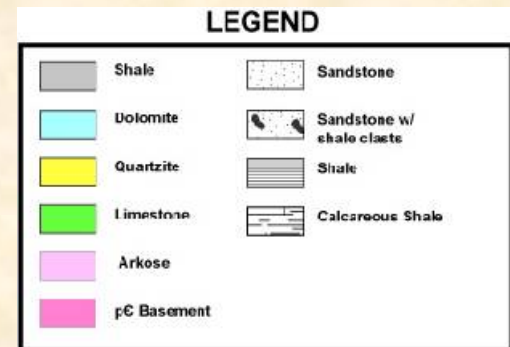 LEGEND
Shale
Dolomite
Quartzite
Limestone
Arkose
pЄ Basement
Sandstone
Sandstone w/
shale clasts
Shale
Calcareous Shale